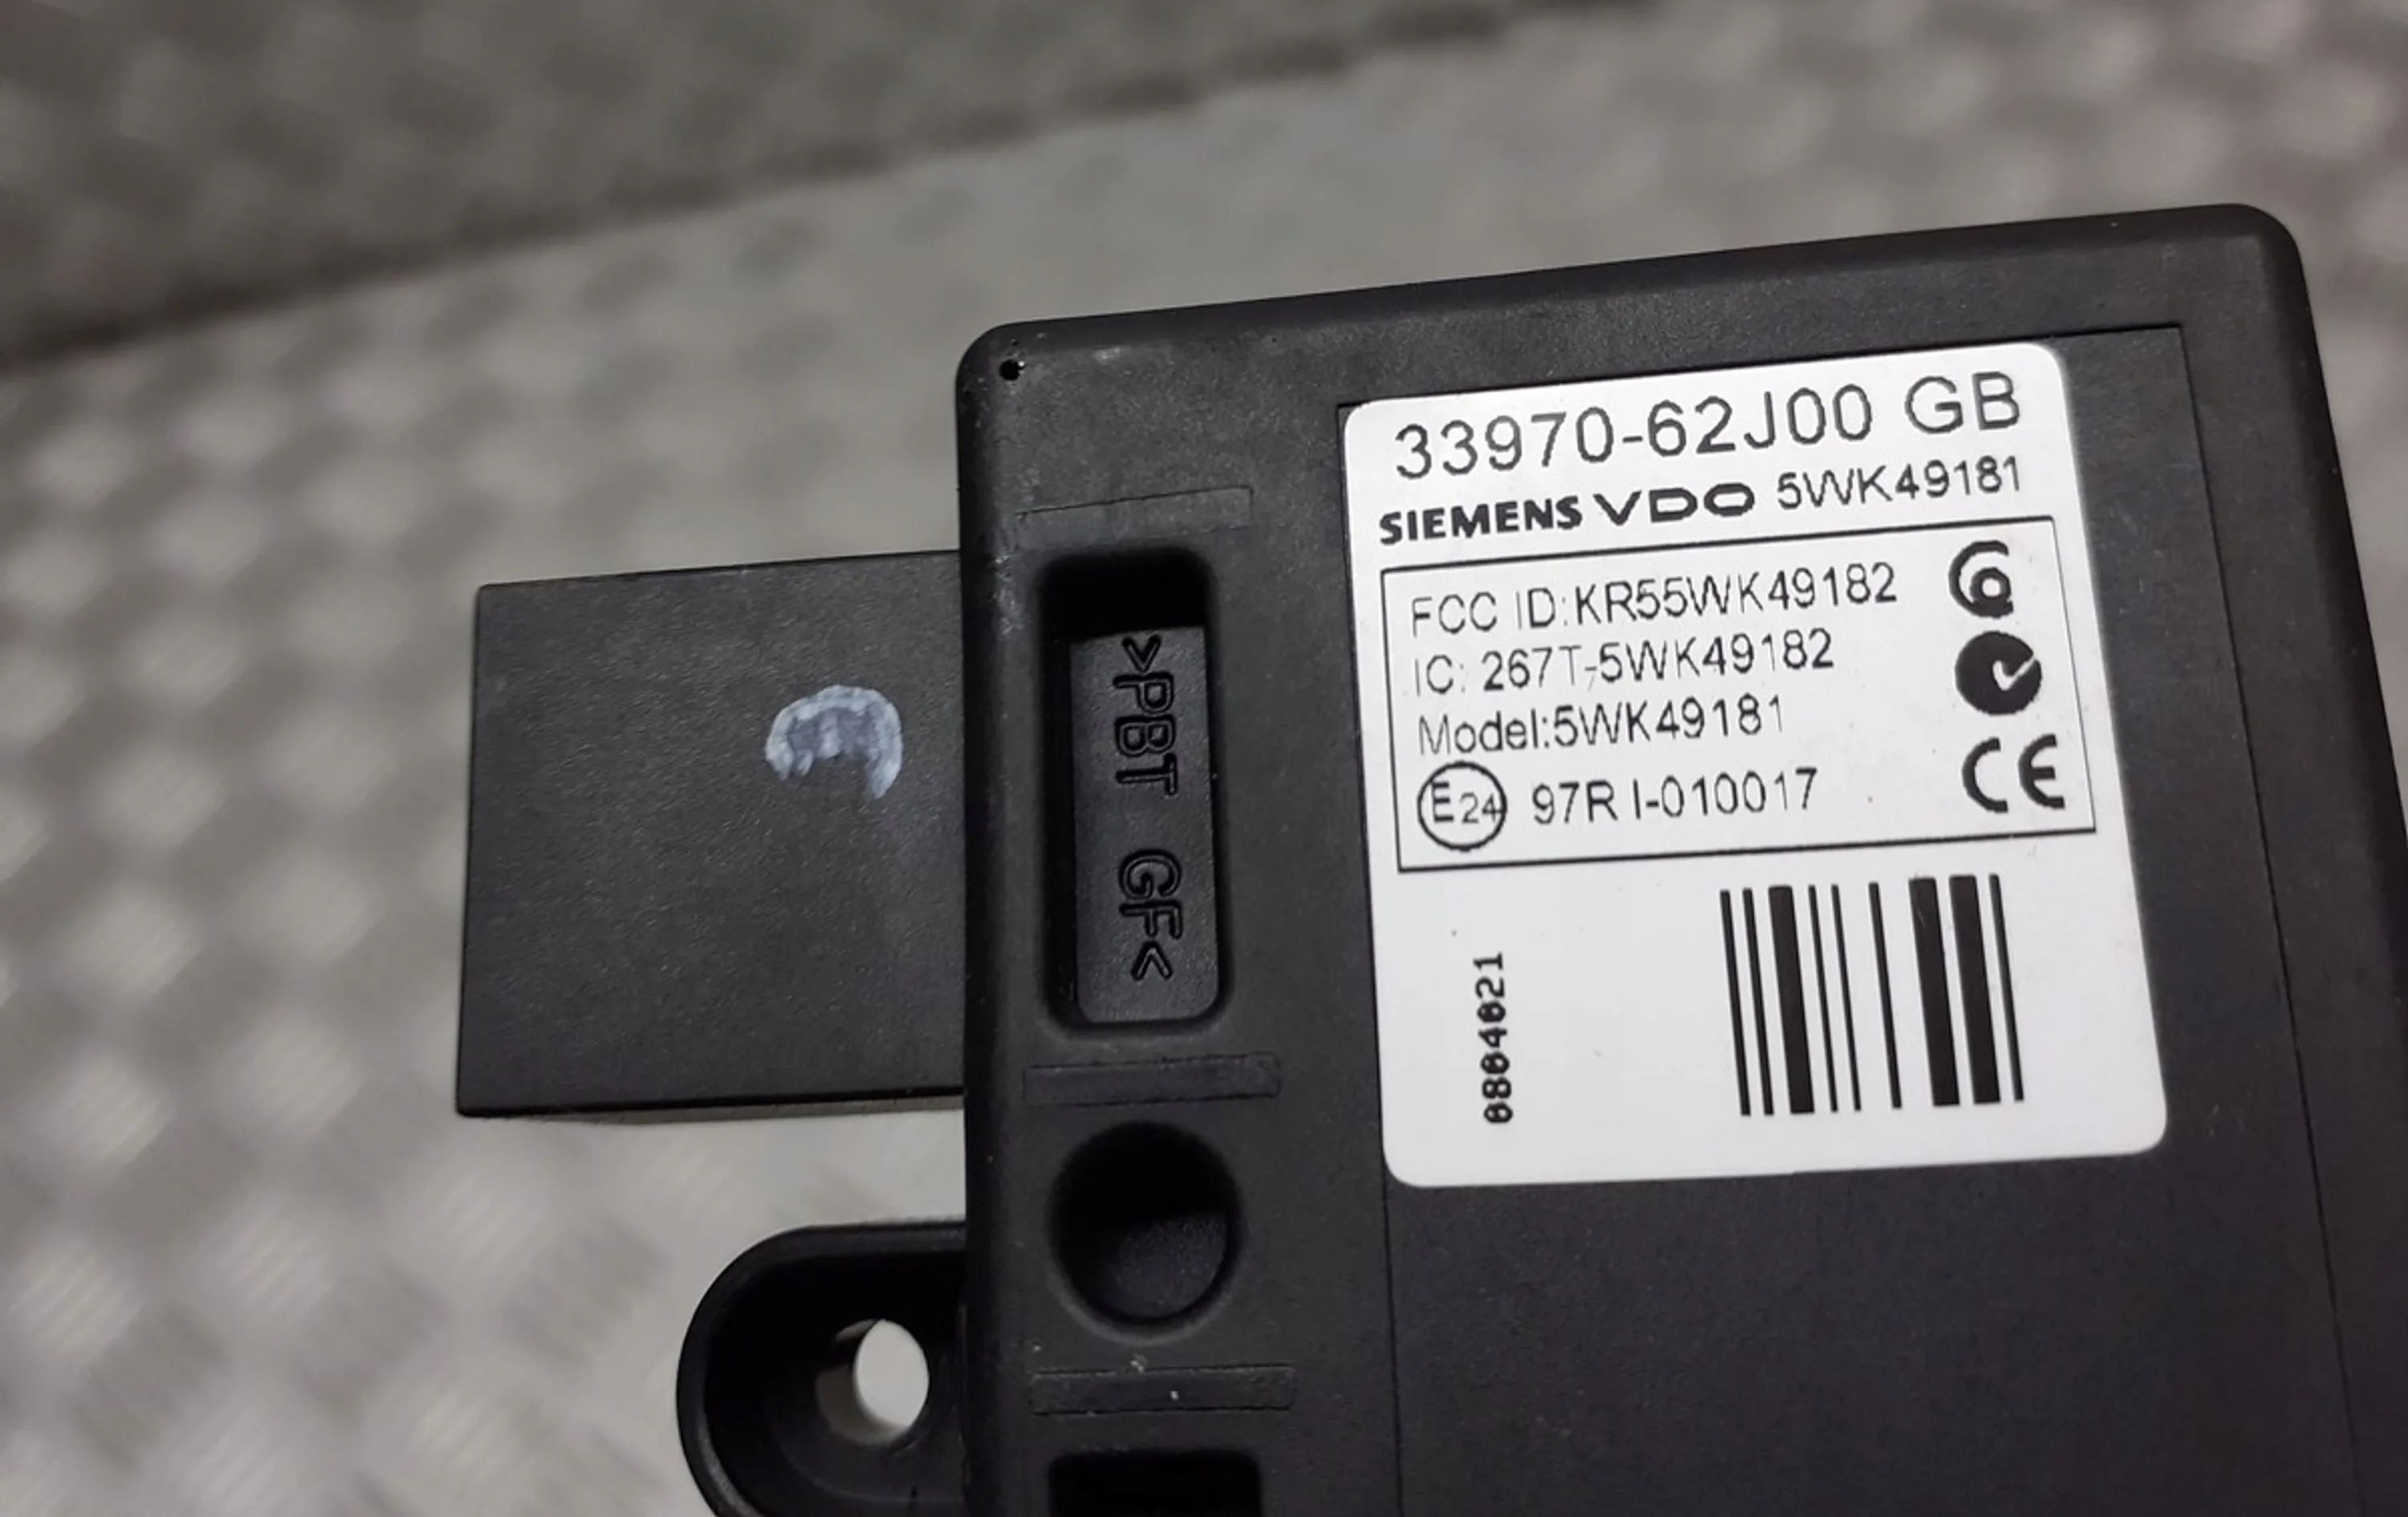 33970-62J00 GB
SIEMENS VDO 5WK49181
FCC ID:KR55WK49182
IC: 267T-5WK49182
Model:5WK49181
E24 97R I-010017
CE
0804021
>PBT GF<